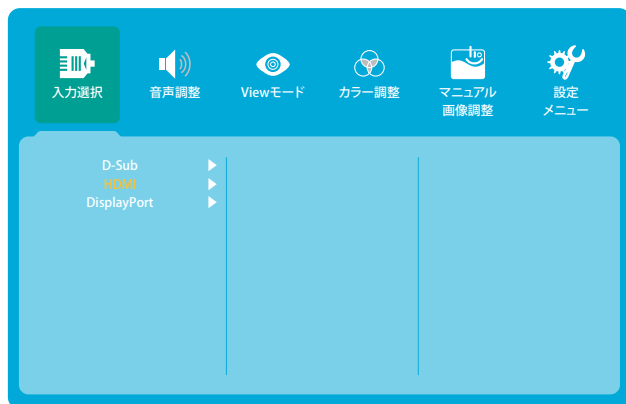 入力選択
音声調整
Viewモード
カラー調整
マニュアル
画像調整
設定
メニュー
D-Sub
HDMI
DisplayPort